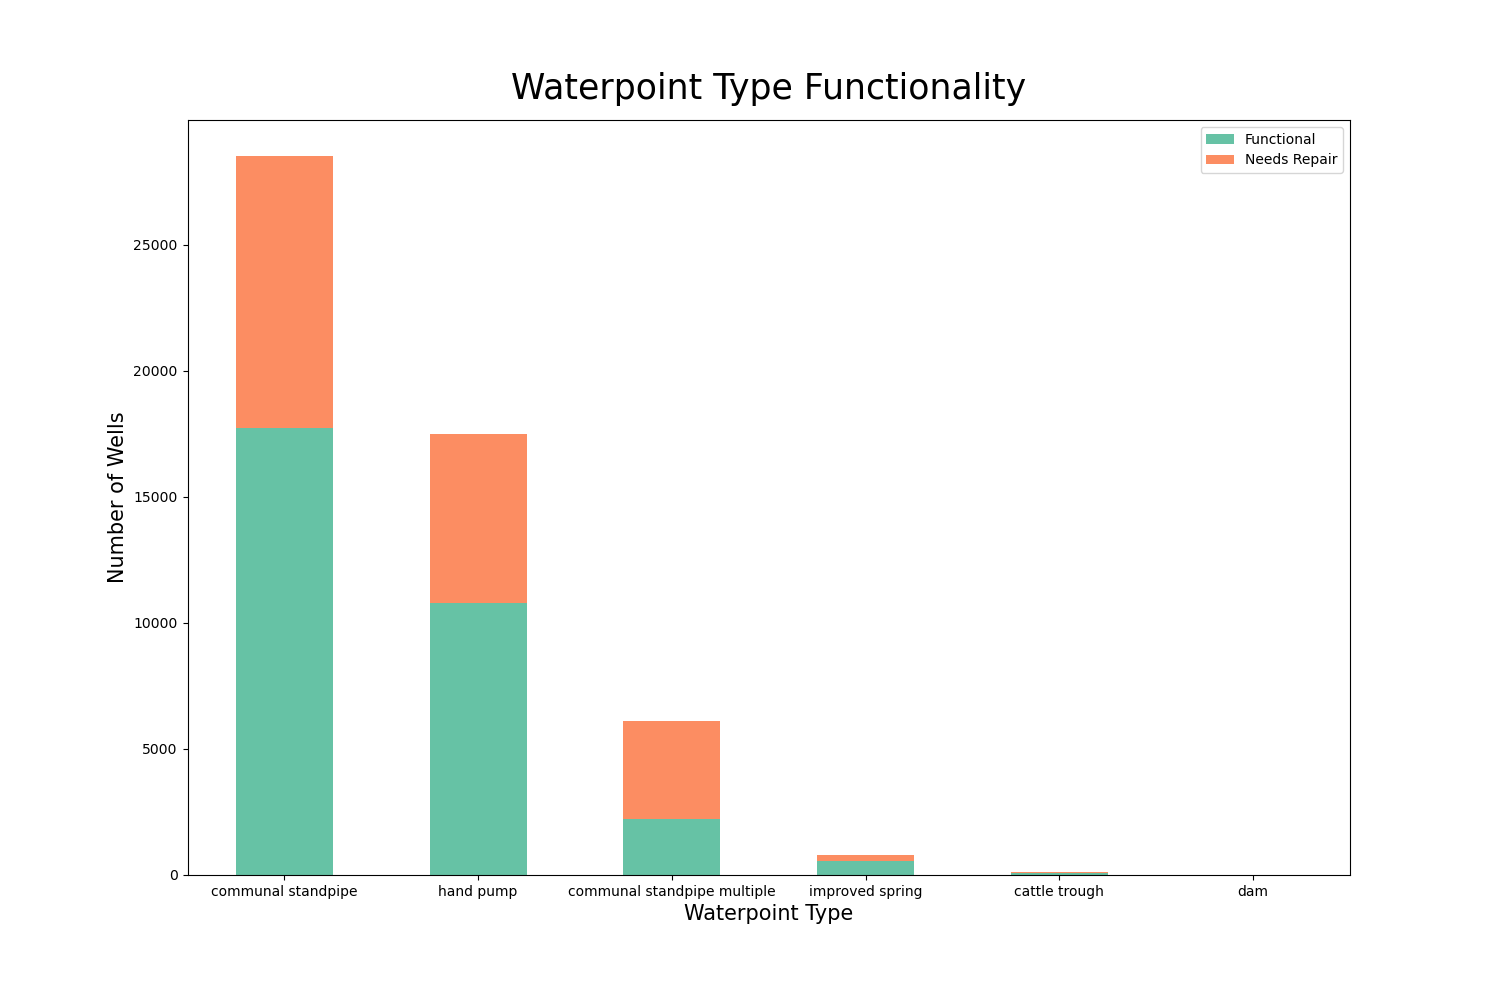 Waterpoint Type Functionality
Functional
Needs Repair
25000
20000
15000
10000
5000
0
Number of Wells
communal standpipe
hand pump
communal standpipe multiple
improved spring
cattle trough
dam
Waterpoint Type